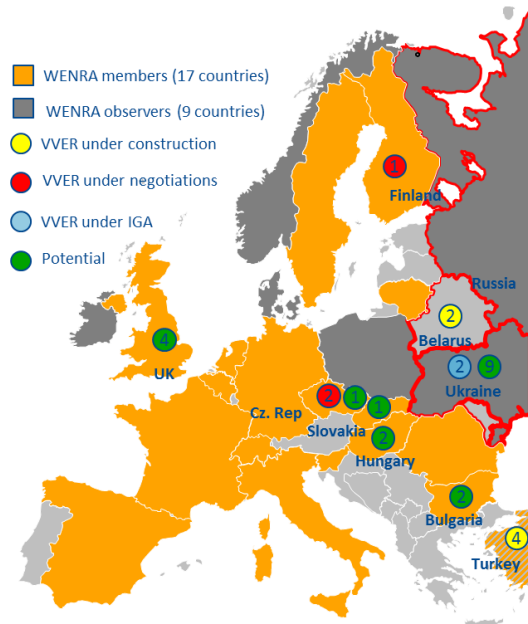 WENRA members (17 countries)
WENRA observers (9 countries)
VVER under construction
VVER under negotiations
VVER under IGA
Potential
1
Finland
Russia
2
Belarus
4
UK
2 9
Ukraine
2 1 1
Cz. Rep
Slovakia
2
Hungary
2
Bulgaria
4
Turkey